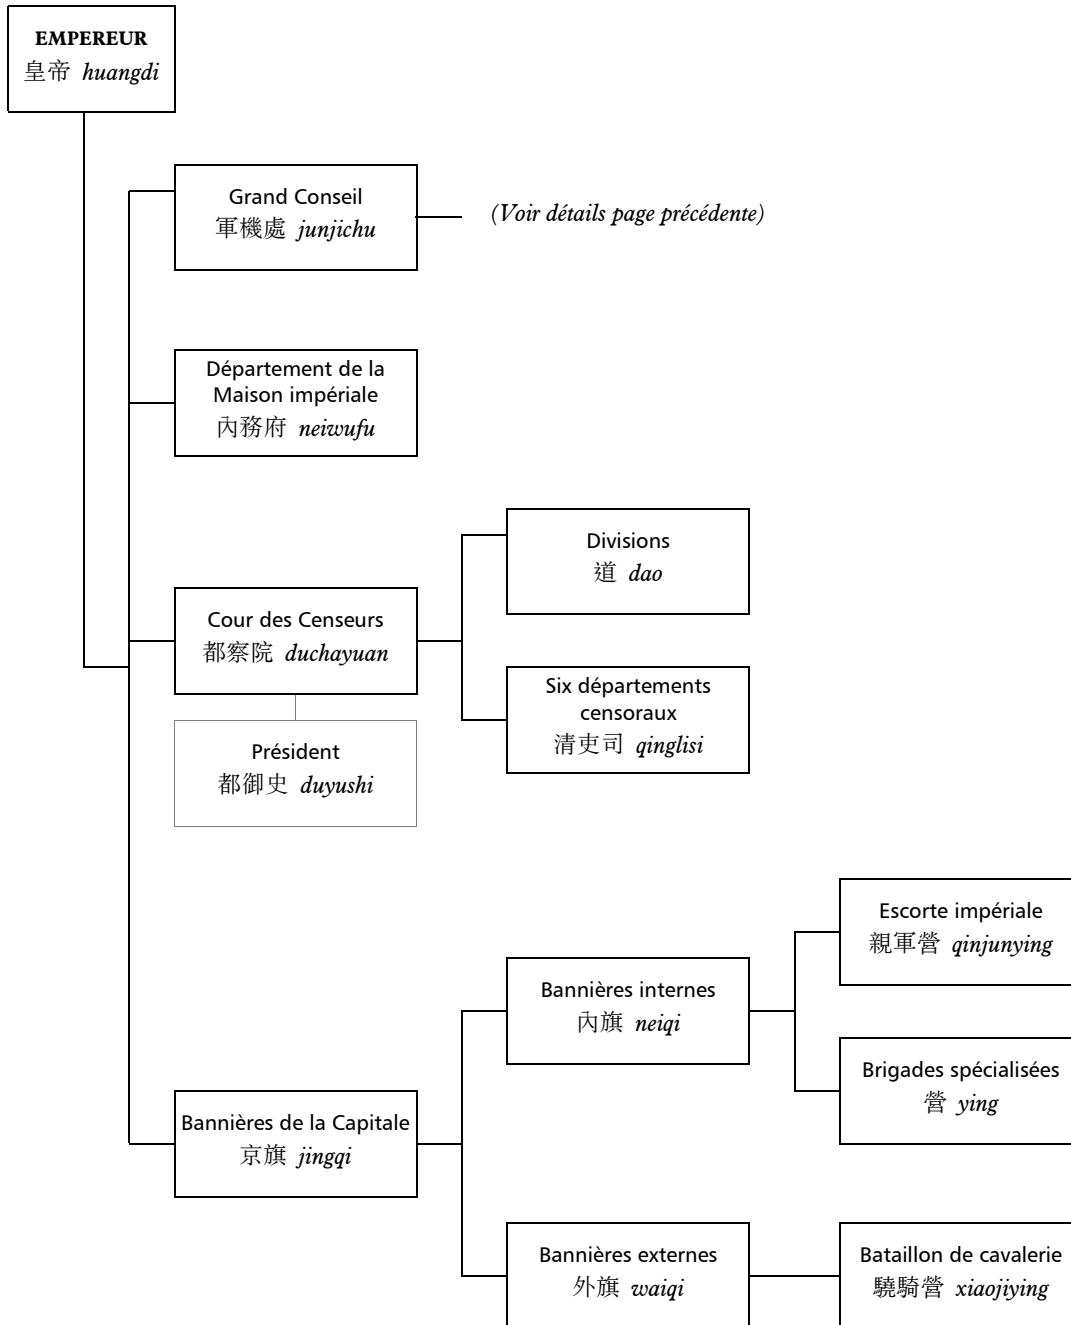 EMPEREUR
皇帝 huangdi
Grand Conseil
軍機處 junjichu
(Voir détails page précédente)
Département de la
Maison impériale
內務府 neiwufu
Cour des Censeurs
都察院 duchayuan
Président
都御史 duyushi
Divisions
道 dao
Six départements
censoraux
清吏司 qinglisi
Bannières de la Capitale
京旗 jingqi
Bannières internes
內旗 neiqi
Escorte impériale
親軍營 qinjunying
Brigades spécialisées
營 ying
Bannières externes
外旗 waiqi
Bataillon de cavalerie
驍騎營 xiaojiying